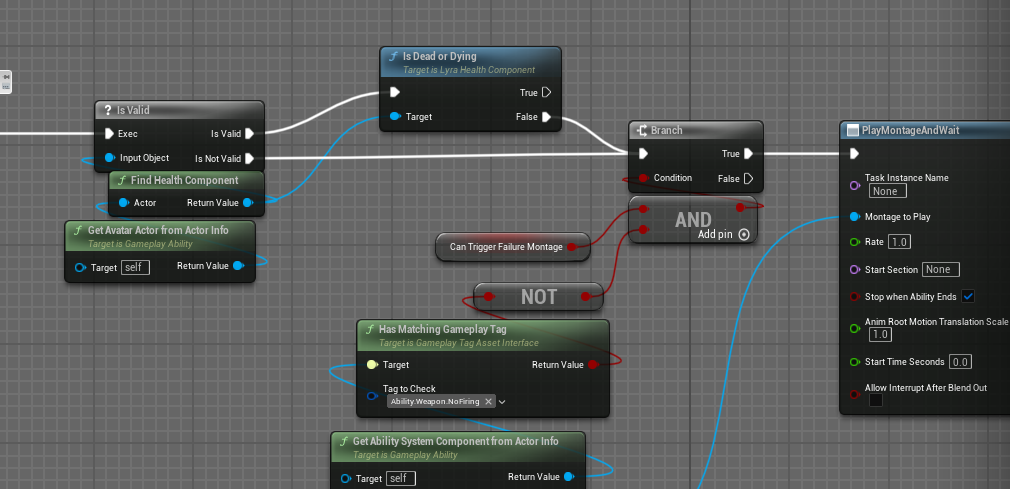 Is Dead or Dying
Target is Lyra Health Component
True
Target
False
? Is Valid
Exec
Is Valid
Input Object
Is Not Valid
Find Health Component
Actor
Return Value
Get Avatar Actor from Actor Info
Target is Gameplay Ability
Target
self
Return Value
Branch
True
Condition
False
AND
Add pin
Can Trigger Failure Montage
NOT
Has Matching Gameplay Tag
Target is Gameplay Tag Asset Interface
Target
Return Value
Tag to Check
Ability.Weapon.NoFiring
Get Ability System Component from Actor Info
Target is Gameplay Ability
Target
self
Return Value
PlayMontageAndWait
Task Instance Name
None
Montage to Play
Rate
1.0
Start Section
None
Stop when Ability Ends
Anim Root Motion Translation Scale
1.0
Start Time Seconds
0.0
Allow Interrupt After Blend Out